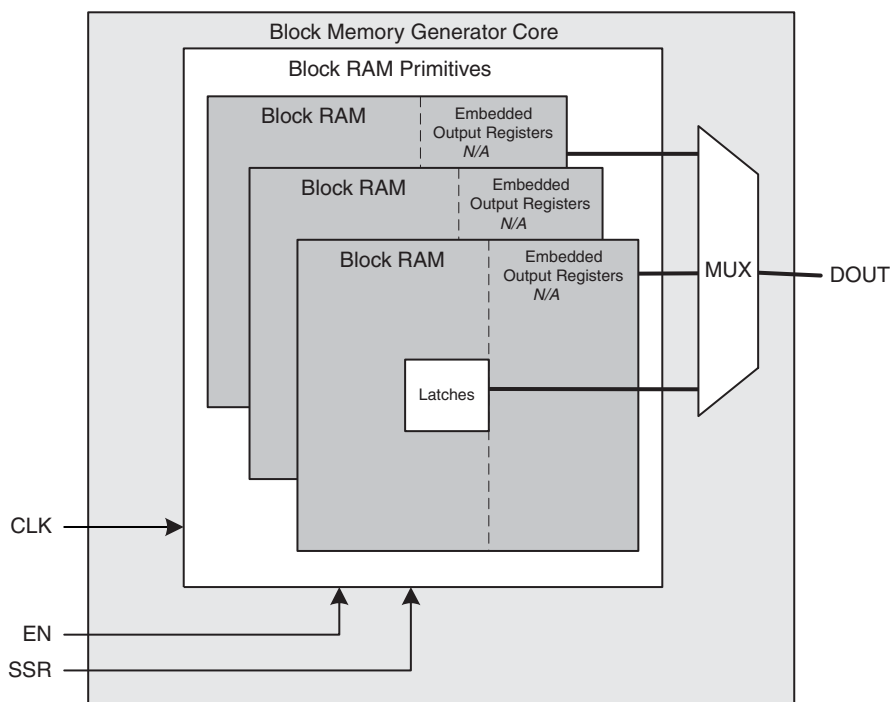 Block Memory Generator Core
Block RAM Primitives
Block RAM
Embedded
Output Registers
N/A
Block RAM
Embedded
Output Registers
N/A
Block RAM
Embedded
Output Registers
N/A
MUX
DOUT
Latches
CLK
EN
SSR